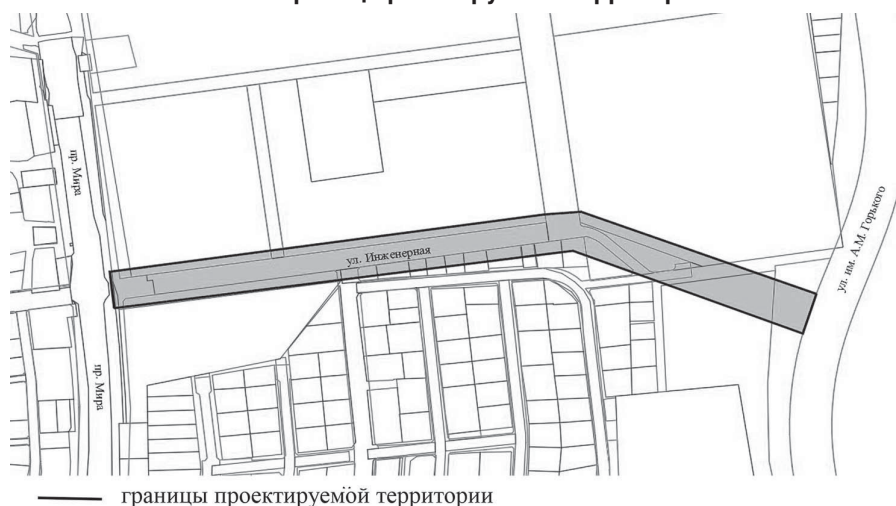 пр. Мира
ул. Инженерная
ул. им. А.М. Горького
пр. Мира
границы проектируемой территории